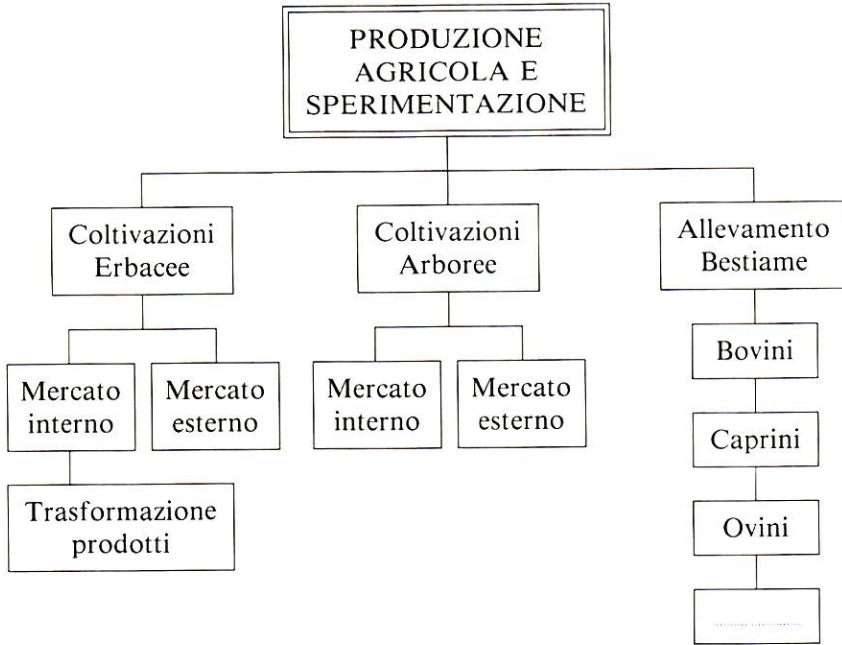 PRODUZIONE
AGRICOLA E
SPERIMENTAZIONE
Coltivazioni
Erbacee
Coltivazioni
Arboree
Allevamento
Bestiame
Mercato
interno
Mercato
esterno
Mercato
interno
Mercato
esterno
Bovini
Caprini
Ovini
Trasformazione
prodotti
....................